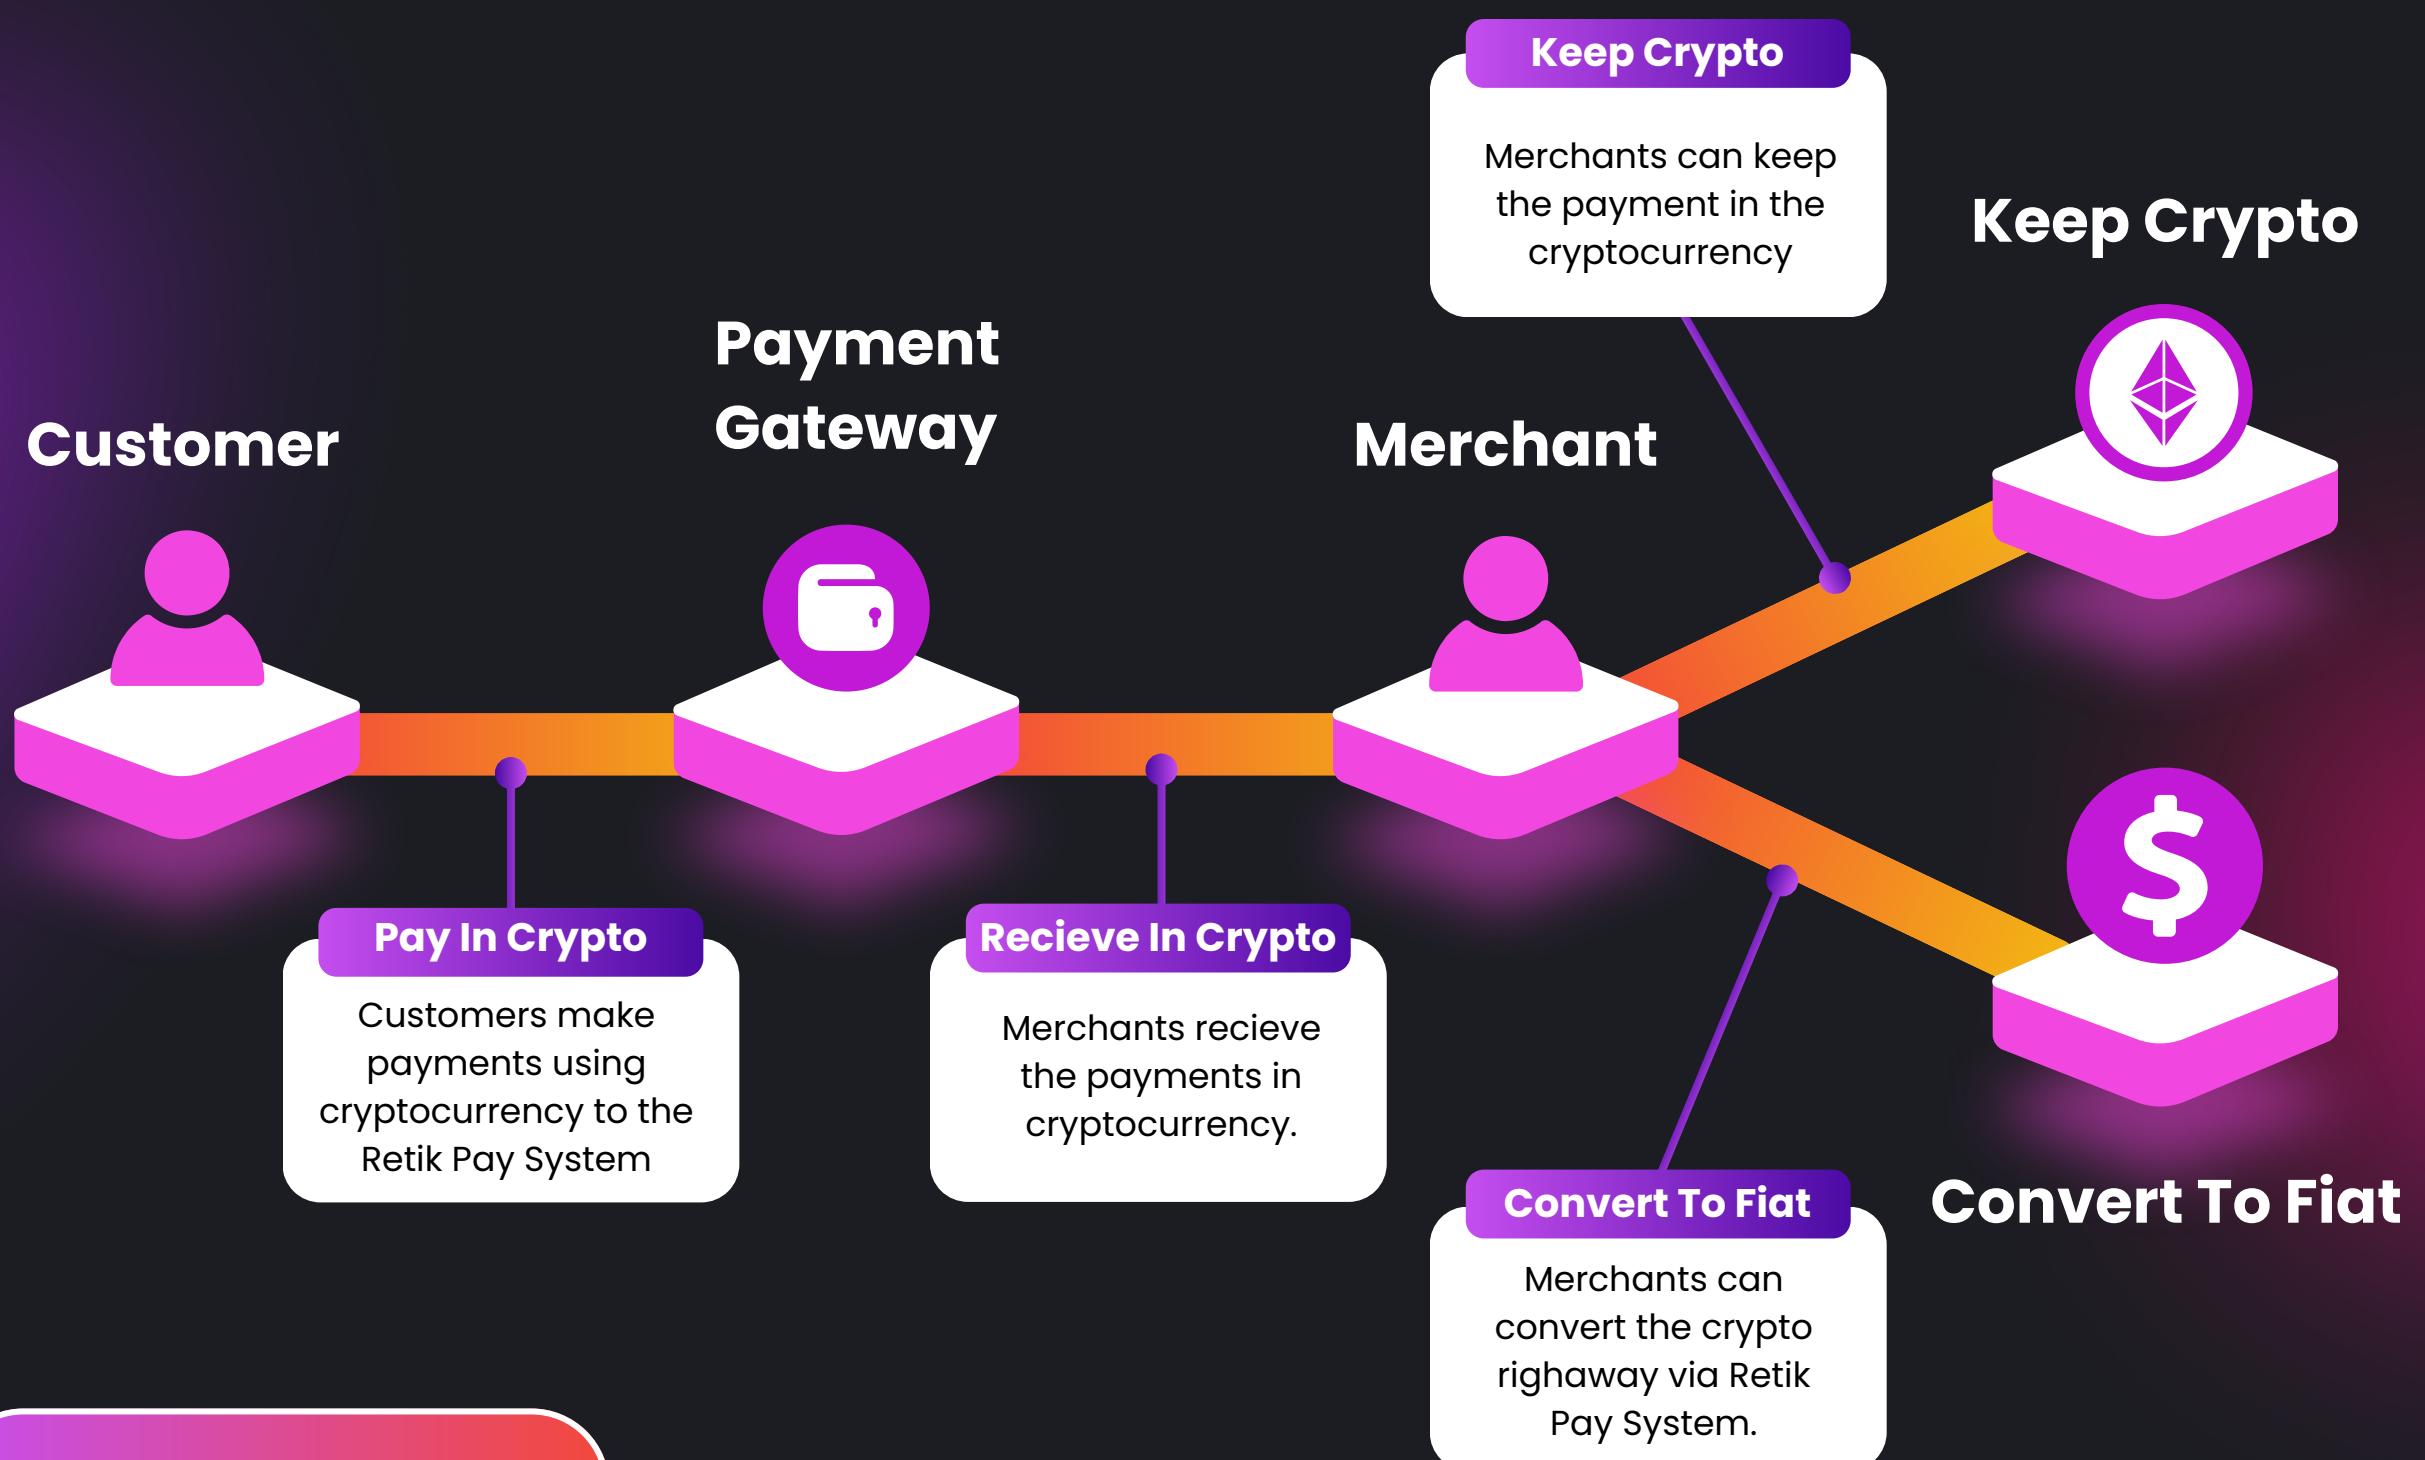 Keep Crypto
Merchants can keep
the payment in the
cryptocurrency
Keep Crypto
Payment
Gateway
Customer
Merchant
Pay In Crypto
Customers make
payments using
cryptocurrency to the
Retik Pay System
Recieve In Crypto
Merchants recieve
the payments in
cryptocurrency.
Convert To Fiat
Convert To Fiat
Merchants can
convert the crypto
righaway via Retik
Pay System.